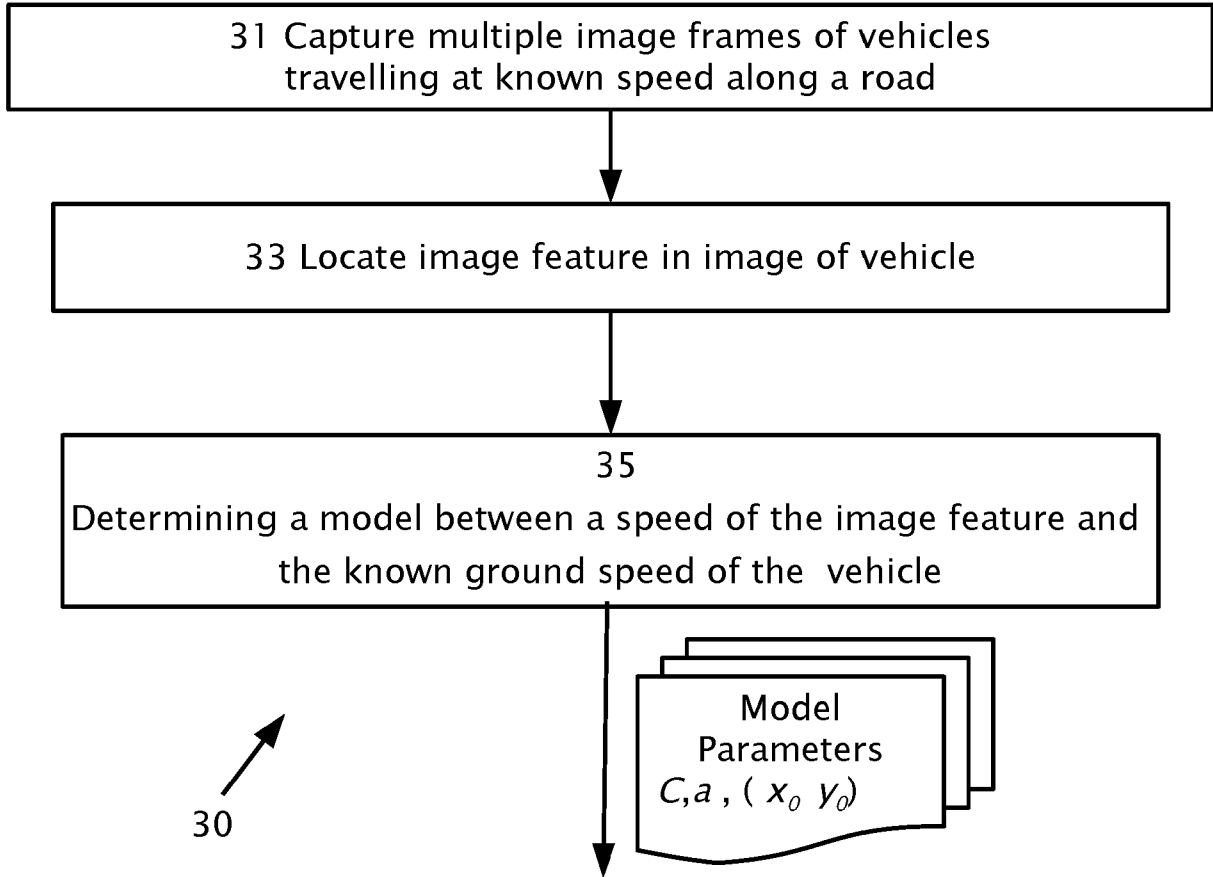 31 Capture multiple image frames of vehicles
travelling at known speed along a road
33 Locate image feature in image of vehicle
35
Determining a model between a speed of the image feature and
the known ground speed of the vehicle
Model
Parameters
C,a , ( x₀ y₀)
30